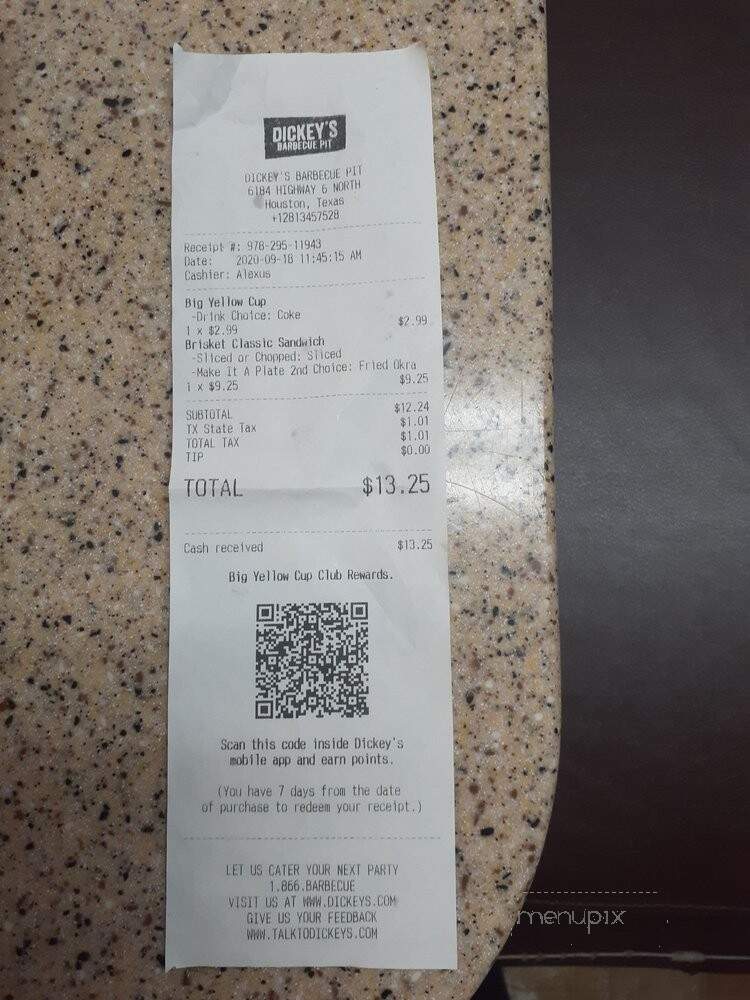 DICKEY'S
BARBECUE PIT
DICKEY'S BARBECUE PIT
6184 HIGHWAY 6 NORTH
Houston, Texas
+12813457528
Receipt #: 978-295-11943
Date: 2020-09-18 11:45:15 AM
Cashier: Alexus
Big Yellow Cup
-Drink Choice: Coke
1 x $2.99 $2.99
Brisket Classic Sandwich
-Sliced or Chopped: Sliced
-Make It A Plate 2nd Choice: Fried Okra
1 x $9.25 $9.25
SUBTOTAL $12.24
TX State Tax $1.01
TOTAL TAX $1.01
TIP $0.00
TOTAL $13.25
Cash received $13.25
Big Yellow Cup Club Rewards.
Scan this code inside Dickey's
mobile app and earn points.
(You have 7 days from the date
of purchase to redeem your receipt.)
LET US CATER YOUR NEXT PARTY
1.866.BARBECUE
VISIT US AT WWW.DICKEYS.COM
GIVE US YOUR FEEDBACK
WWW.TALKTODICKEYS.COM
menupix